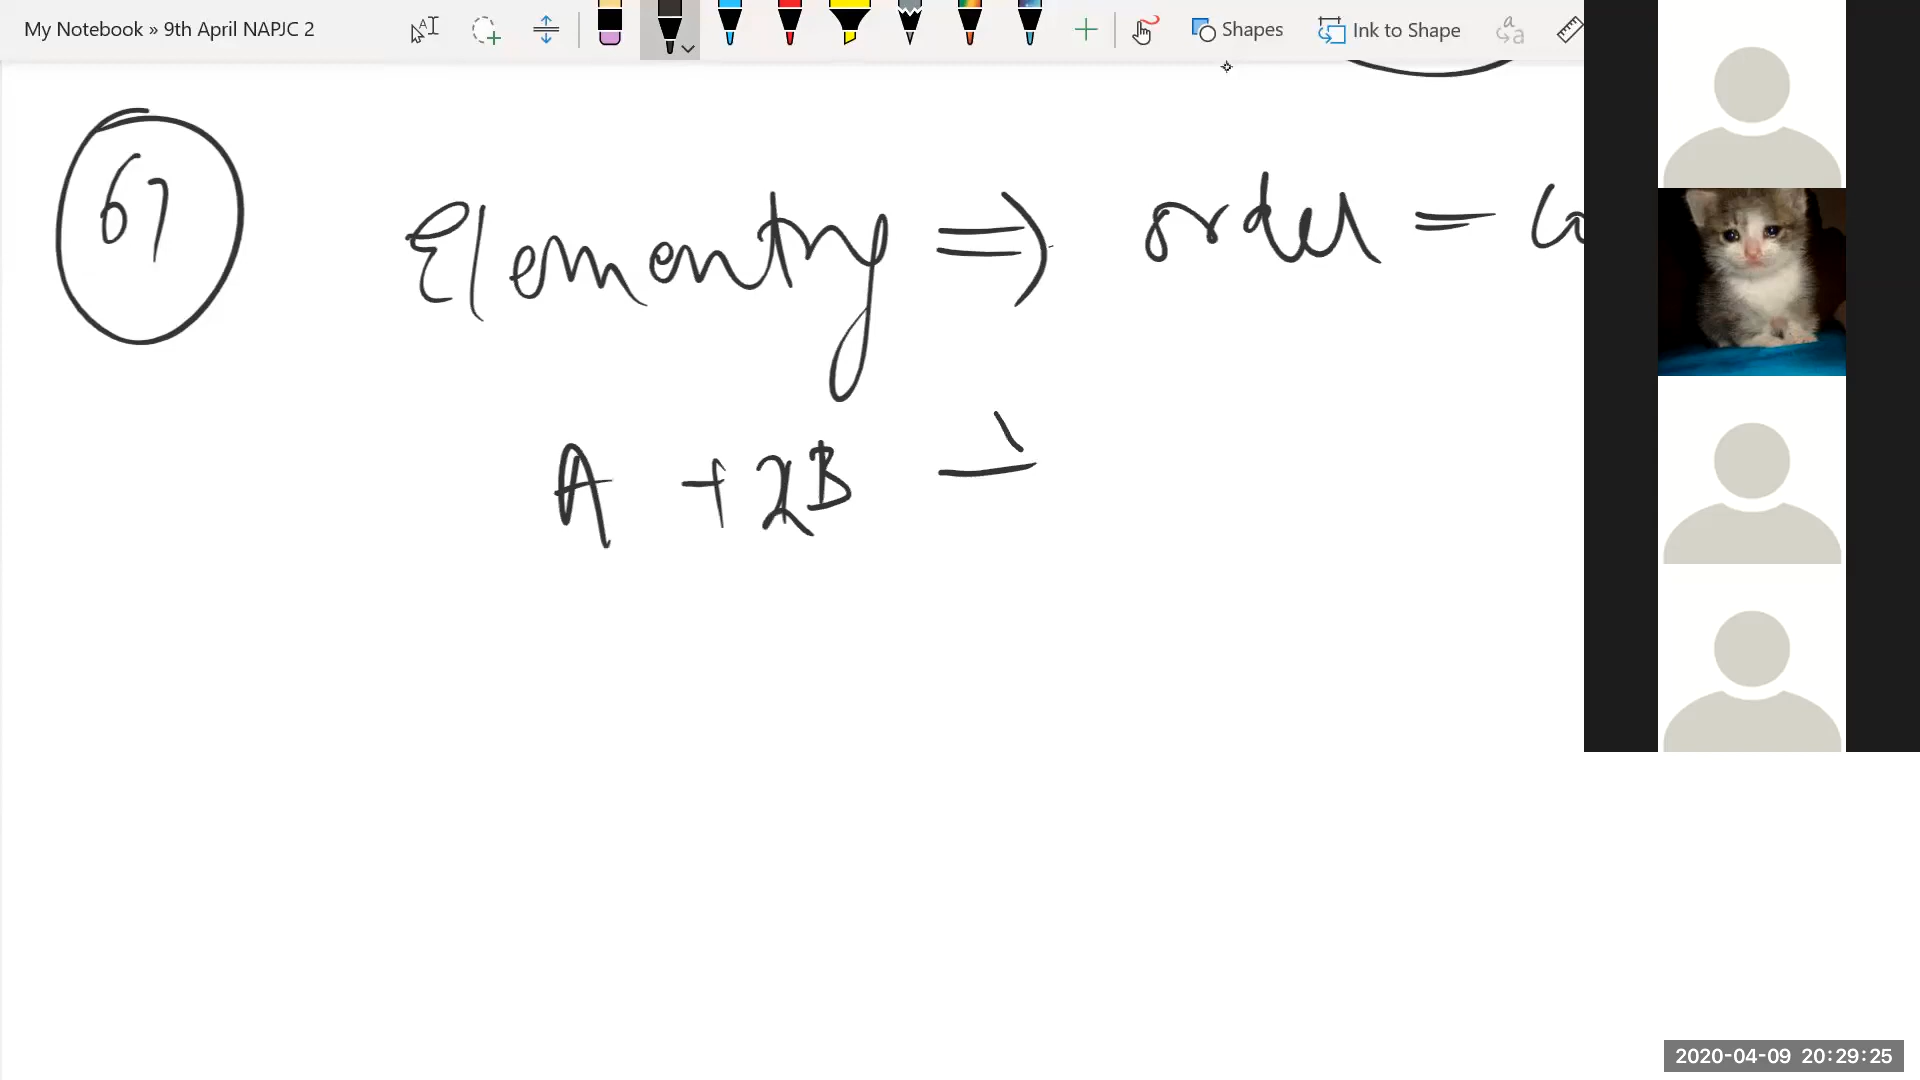 My Notebook » 9th April NAPJC 2
Shapes
Ink to Shape
67
Elementry ⇒ order = co
A + 2B →
2020-04-09 20:29:25